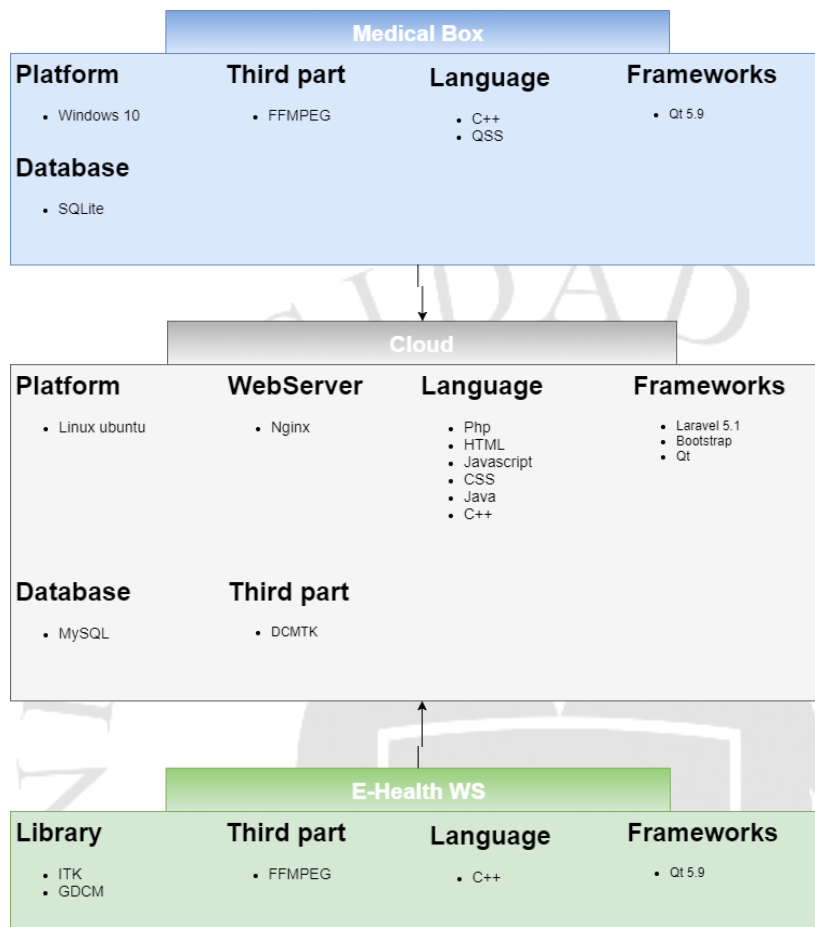 Medical Box
Platform
Windows 10
Third part
FFMPEG
Language
C++
QSS
Frameworks
Qt 5.9
Database
SQLite
Cloud
Platform
Linux ubuntu
WebServer
Nginx
Language
Php
HTML
Javascript
CSS
Java
C++
Frameworks
Laravel 5.1
Bootstrap
Qt
Database
MySQL
Third part
DCMTK
E-Health WS
Library
ITK
GDCM
Third part
FFMPEG
Language
C++
Frameworks
Qt 5.9